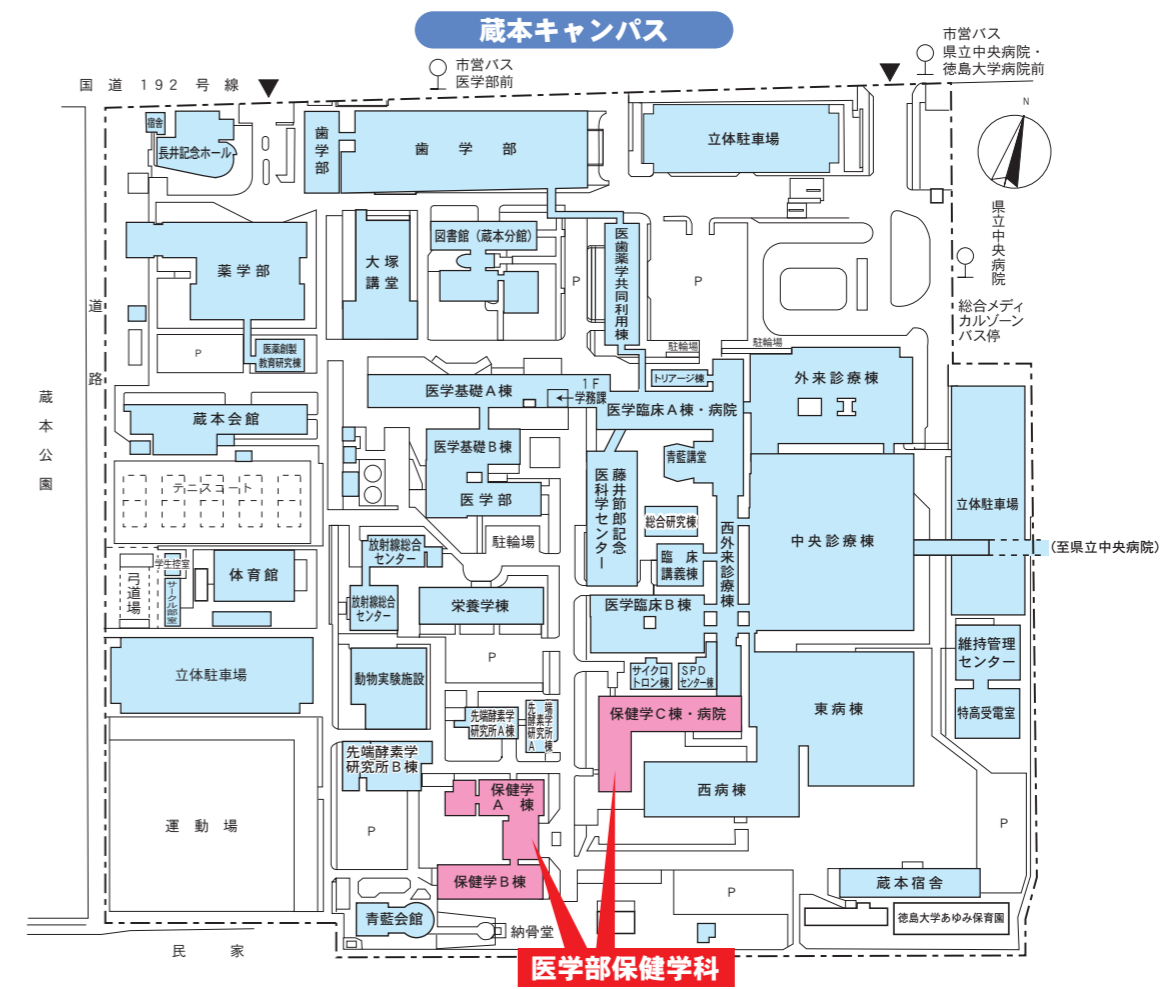 蔵本キャンパス
市営バス
県立中央病院・
徳島大学病院前
市営バス
医学部前
国道192号線
N
宿舎
長井記念ホール
歯学部
歯学部
立体駐車場
県立中央病院
総合メディ
カルゾーン
バス停
薬学部
大塚
講堂
図書館（蔵本分館）
医歯薬学共同利用棟
P
P
道路
P
医薬創製
教育研究棟
駐輪場
駐輪場
トリアージ棟
外来診療棟
医学基礎A棟
1F
←学務課
医学臨床A棟・病院
蔵本公園
蔵本会館
医学基礎B棟
青藍講堂
医学部
テニスコート
藤井節郎記念
医科学センター
総合研究棟
西外来診療棟
中央診療棟
立体駐車場
（至県立中央病院）
駐輪場
放射線総合
センター
臨床
講義棟
学生控室
弓道場
サークル部室
体育館
放射線総合
センター
栄養学棟
医学臨床B棟
維持管理
センター
P
立体駐車場
動物実験施設
サイクロ
トロン棟
SPD
センター棟
特高受電室
先端酵素学
研究所A棟
先端
酵素学
研究所
A棟
保健学C棟・病院
東病棟
先端酵素学
研究所B棟
西病棟
保健学
A棟
運動場
P
P
保健学B棟
蔵本宿舎
P
青藍会館
納骨堂
徳島大学あゆみ保育園
民家
医学部保健学科